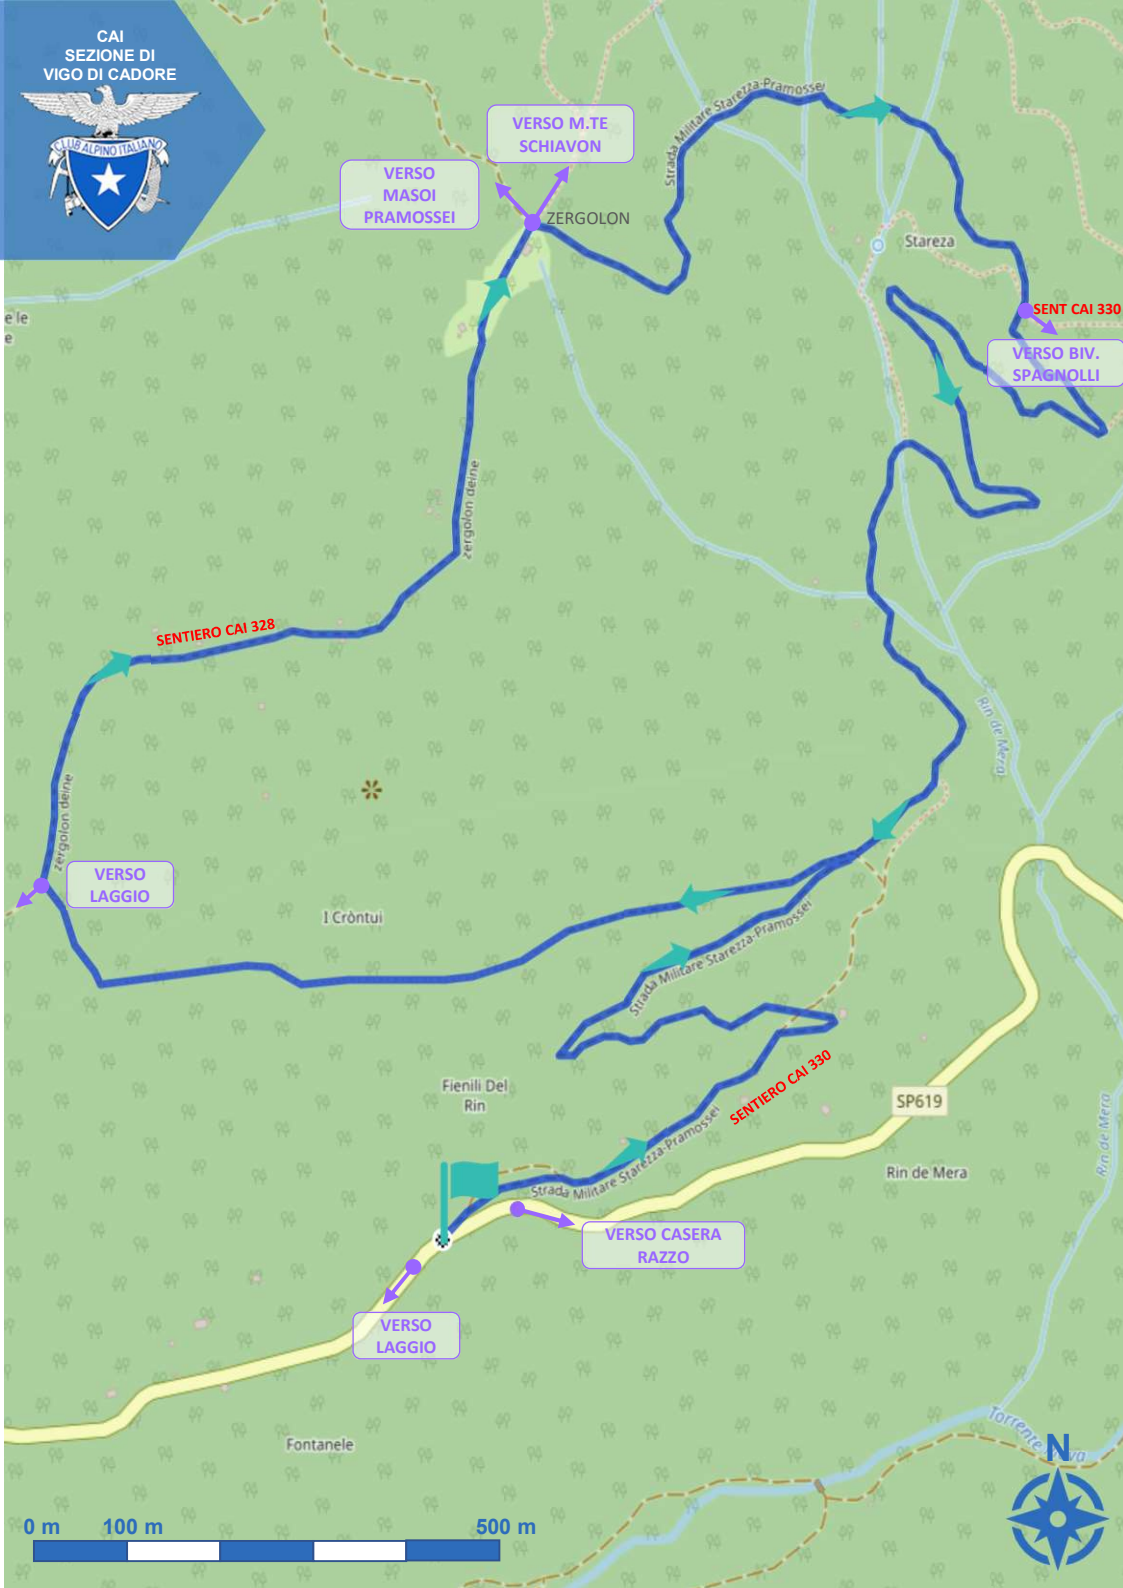 CAI
SEZIONE DI
VIGO DI CADORE
CLUB ALPINO ITALIANO
Strada Militare Starezza-Pramossei
VERSO M.TE
SCHIAVON
VERSO
MASOI
PRAMOSSEI
ZERGOLON
Stareza
e le
e
SENT CAI 330
VERSO BIV.
SPAGNOLLI
zergolon deine
SENTIERO CAI 328
Rin de Mera
zergolon deine
VERSO
LAGGIO
I Cròntui
Strada Militare Starezza-Pramossei
Fienili Del
Rin
SENTIERO CAI 330
SP619
Rin de Mera
Rin de Mera
Strada Militare Starezza-Pramossei
VERSO CASERA
RAZZO
VERSO
LAGGIO
Fontanele
Torrente
N
0 m 100 m 500 m